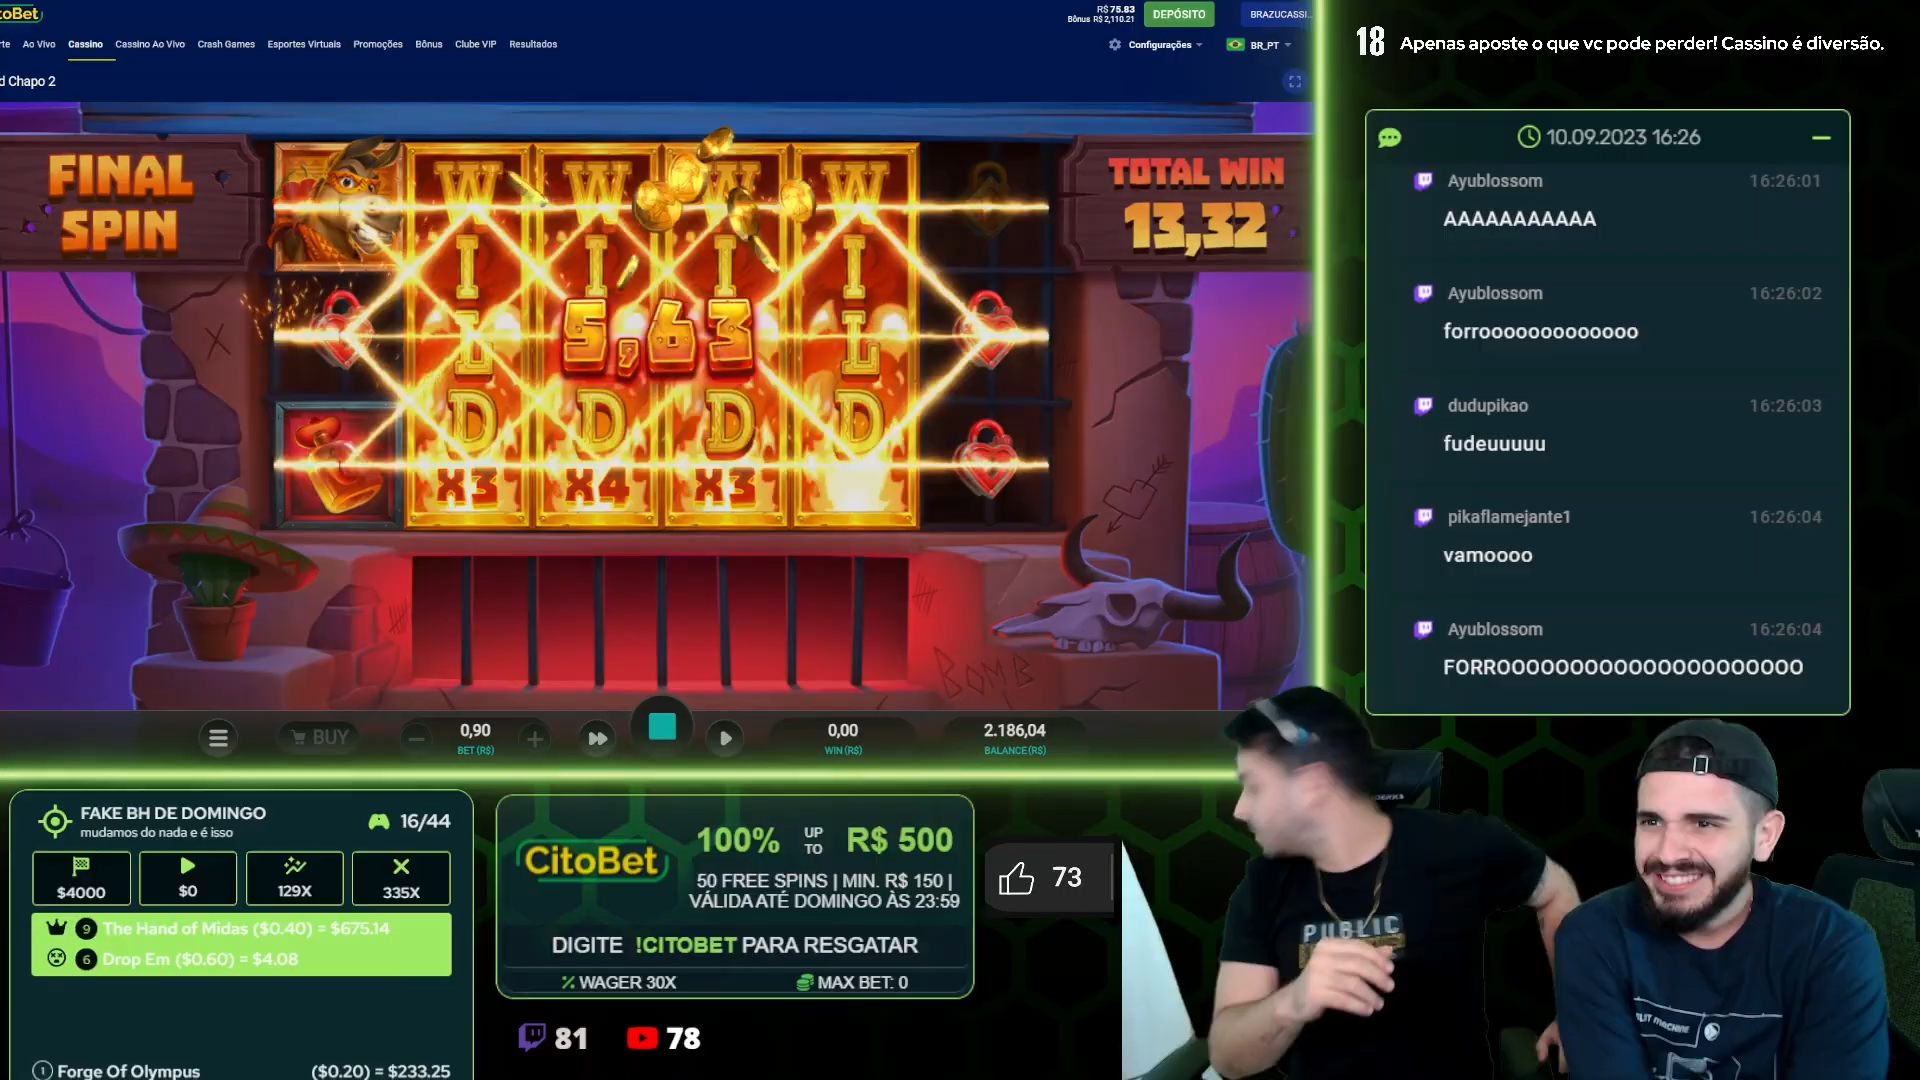 toBet
R$ 75.83
Bônus R$ 2,110.21
DEPÓSITO
BRAZUCASSI...
rte Ao Vivo Cassino Cassino Ao Vivo Crash Games Esportes Virtuais Promoções Bônus Clube VIP Resultados
Configurações
BR_PT
d Chapo 2
18 Apenas aposte o que vc pode perder! Cassino é diversão.
FINAL
SPIN
TOTAL WIN
13,32
WILD
WILD
WILD
WILD
5,63
X3
X4
X3
BOMB
BUY
0,90
BET (R$)
0,00
WIN (R$)
2.186,04
BALANCE (R$)
10.09.2023 16:26
Ayublossom 16:26:01
AAAAAAAAAAA
Ayublossom 16:26:02
forrooooooooooooo
dudupikao 16:26:03
fudeuuuuu
pikaflamejante1 16:26:04
vamoooo
Ayublossom 16:26:04
FORROOOOOOOOOOOOOOOOOOOOO
FAKE BH DE DOMINGO
mudamos do nada e é isso
16/44
$4000
$0
129X
335X
9 The Hand of Midas ($0.40) = $675.14
6 Drop Em ($0.60) = $4.08
1 Forge Of Olympus ($0.20) = $233.25
CitoBet
100% UP TO R$ 500
50 FREE SPINS | MIN. R$ 150 |
VÁLIDA ATÉ DOMINGO ÀS 23:59
DIGITE !CITOBET PARA RESGATAR
WAGER 30X
MAX BET: 0
73
81
78
PUBLIC
MACHINE